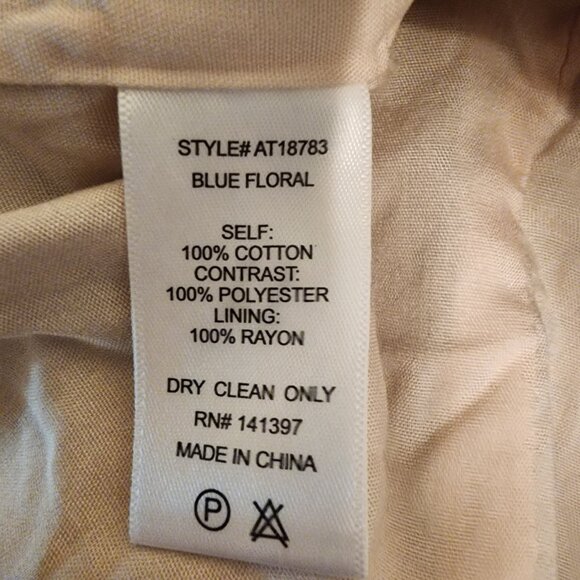 STYLE# AT18783
BLUE FLORAL
SELF:
100% COTTON
CONTRAST:
100% POLYESTER
LINING:
100% RAYON
DRY CLEAN ONLY
RN# 141397
MADE IN CHINA
P